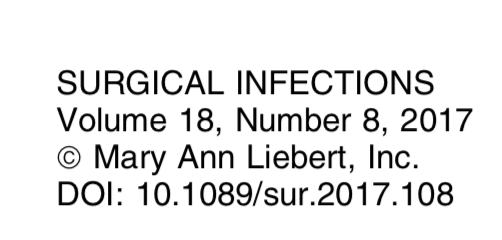 SURGICAL INFECTIONS
Volume 18, Number 8, 2017
© Mary Ann Liebert, Inc.
DOI: 10.1089/sur.2017.108